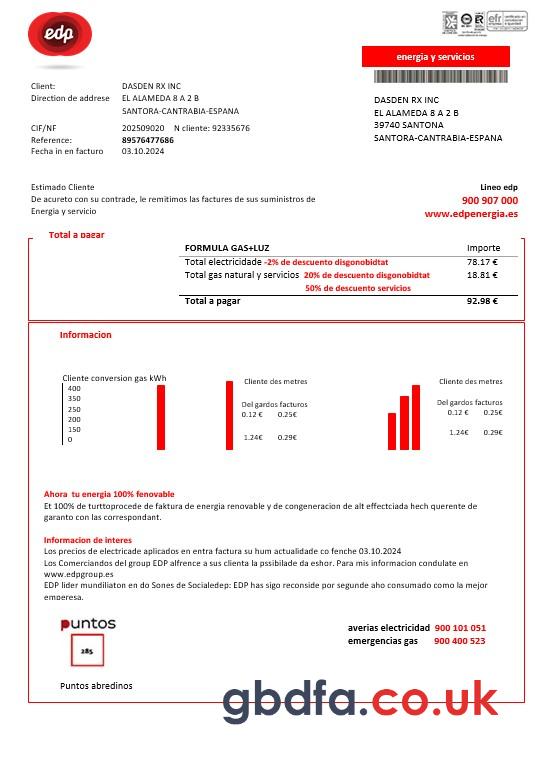 edp
energia y servicios
Client: DASDEN RX INC
Direction de addrese EL ALAMEDA 8 A 2 B
SANTORA-CANTRABIA-ESPANA
DASDEN RX INC
EL ALAMEDA 8 A 2 B
39740 SANTONA
SANTORA-CANTRABIA-ESPANA
CIF/NF 202509020 N cliente: 92335676
Reference: 89576477686
Fecha in en facturo 03.10.2024
Estimado Cliente
De acureto con su contrade, le remitimos las factures de sus suministros de
Energia y servicio
Lineo edp
900 907 000
www.edpenergia.es
Total a pagar
FORMULA GAS+LUZ Importe
Total electricidade -2% de descuento disgonobidtat 78.17 €
Total gas natural y servicios 20% de descuento disgonobidtat 18.81 €
50% de descuento servicios
Total a pagar 92.98 €
Informacion
Cliente conversion gas kWh
400
350
250
200
150
0
Cliente des metres
Del gardos facturos
0.12 € 0.25€
1.24€ 0.29€
Cliente des metres
Del gardos facturos
0.12 € 0.25€
1.24€ 0.29€
Ahora tu energia 100% fenovable
Et 100% de turttoprocede de faktura de energia renovable y de congeneracion de alt effectciada hech querente de
garanto con las correspondant.
Informacion de interes
Los precios de electricade aplicados en entra factura su hum actualidade co fenche 03.10.2024
Los Comerciandos del group EDP alfrence a sus clienta la pssibilade da eshor. Para mis informacion condulate en
www.edpgroup.es
EDP lider mundiliaton en do Sones de Socialedep: EDP has sigo reconside por segunde aho consumado como la mejor
emporesa.
puntos
285
Puntos abredinos
averias electricidad 900 101 051
emergencias gas 900 400 523
gbdfa.co.uk